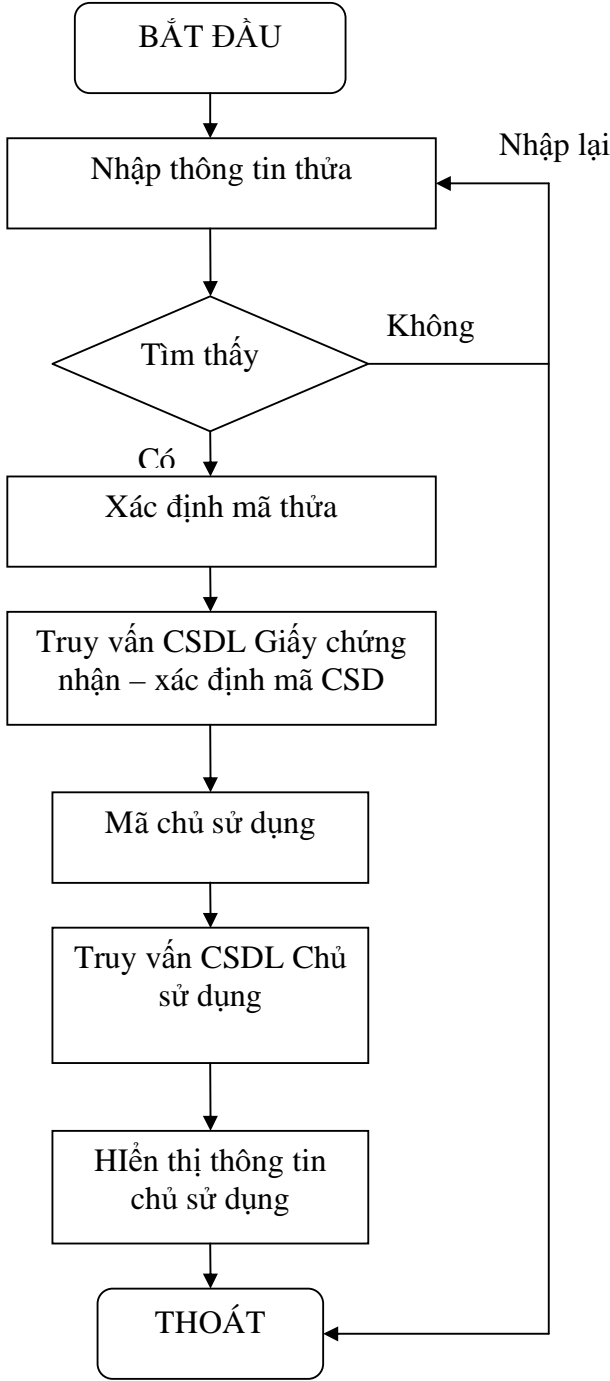 BẮT ĐẦU
Nhập lại
Nhập thông tin thửa
Không
Tìm thấy
Có
Xác định mã thửa
Truy vấn CSDL Giấy chứng
nhận – xác định mã CSD
Mã chủ sử dụng
Truy vấn CSDL Chủ
sử dụng
HIển thị thông tin
chủ sử dụng
THOÁT